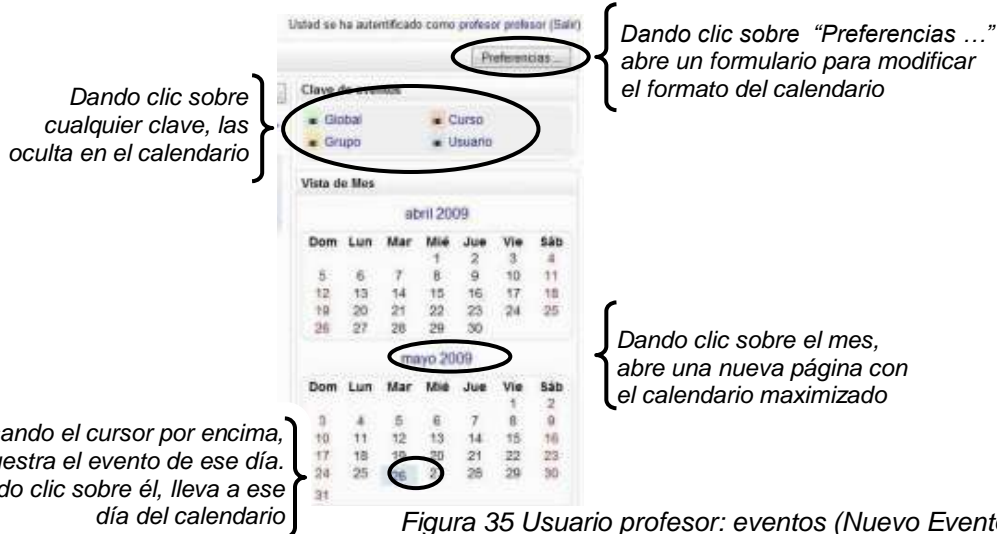 Usted se ha autentificado como profesor profesor (Salir)
Preferencias ...
Dando clic sobre “Preferencias …”
abre un formulario para modificar
el formato del calendario
Dando clic sobre
cualquier clave, las
oculta en el calendario
Clave de eventos
Global Curso
Grupo Usuario
Vista de Mes
abril 2009
Dom Lun Mar Mié Jue Vie Sáb
1 2 3 4
5 6 7 8 9 10 11
12 13 14 15 16 17 18
19 20 21 22 23 24 25
26 27 28 29 30
mayo 2009
Dom Lun Mar Mié Jue Vie Sáb
1 2
3 4 5 6 7 8 9
10 11 12 13 14 15 16
17 18 19 20 21 22 23
24 25 26 27 28 29 30
31
Dando clic sobre el mes,
abre una nueva página con
el calendario maximizado
el cursor por encima,
el evento de ese día.
clic sobre él, lleva a ese
día del calendario
Figura 35 Usuario profesor: eventos (Nuevo